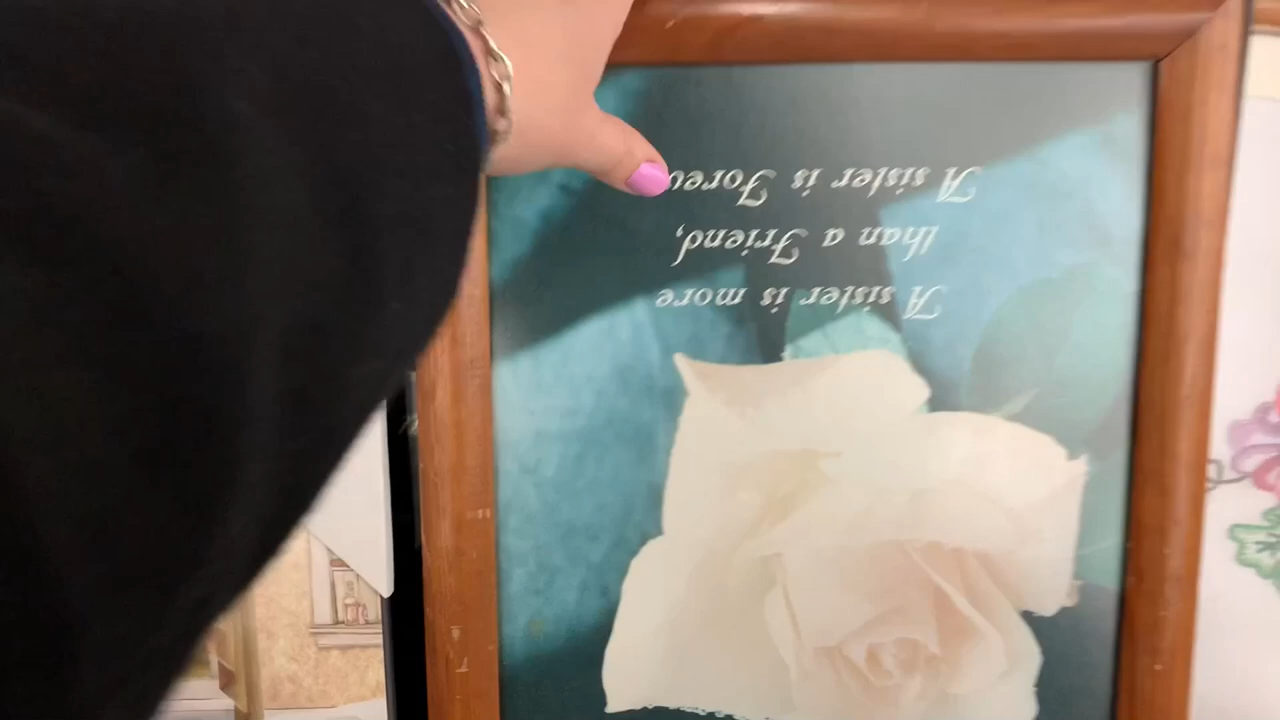 A sister is more
than a Friend,
A sister is